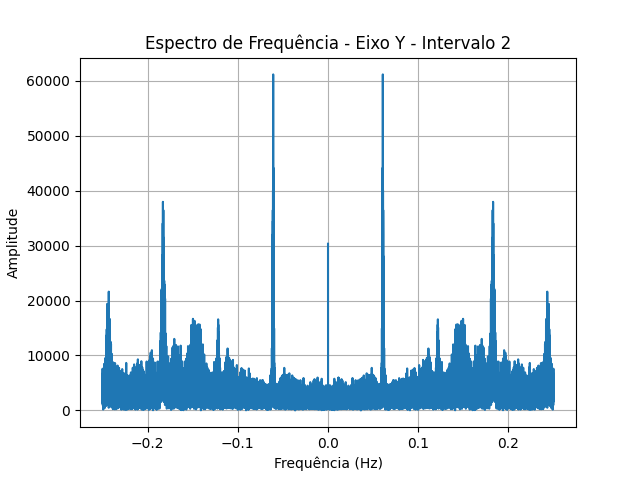 Espectro de Frequência - Eixo Y - Intervalo 2
60000
50000
40000
30000
20000
10000
0
Amplitude
−0.2 −0.1 0.0 0.1 0.2
Frequência (Hz)